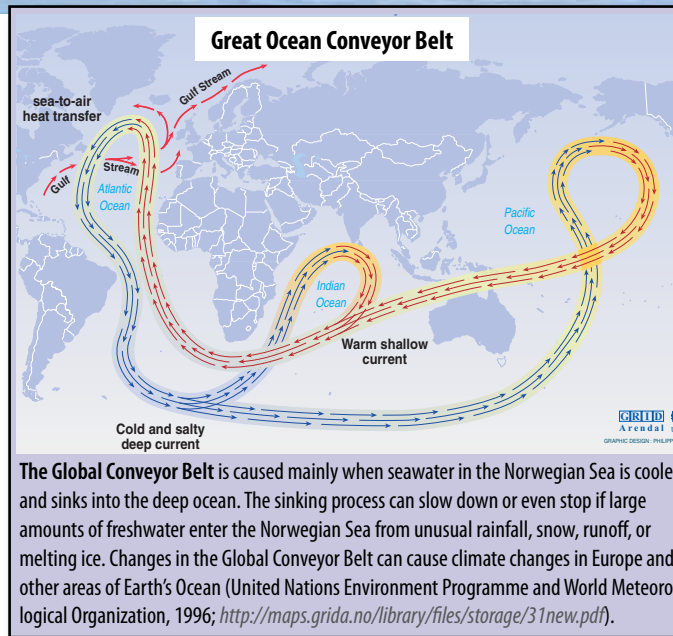 Great Ocean Conveyor Belt
sea-to-air
heat transfer
Gulf Stream
Gulf
Stream
Atlantic
Ocean
Pacific
Ocean
Indian
Ocean
Warm shallow
current
Cold and salty
deep current
GRID
Arendal
GRAPHIC DESIGN : PHILIPP
The Global Conveyor Belt is caused mainly when seawater in the Norwegian Sea is coole
and sinks into the deep ocean. The sinking process can slow down or even stop if large
amounts of freshwater enter the Norwegian Sea from unusual rainfall, snow, runoff, or
melting ice. Changes in the Global Conveyor Belt can cause climate changes in Europe and
other areas of Earth's Ocean (United Nations Environment Programme and World Meteoro
logical Organization, 1996; http://maps.grida.no/library/files/storage/31new.pdf).